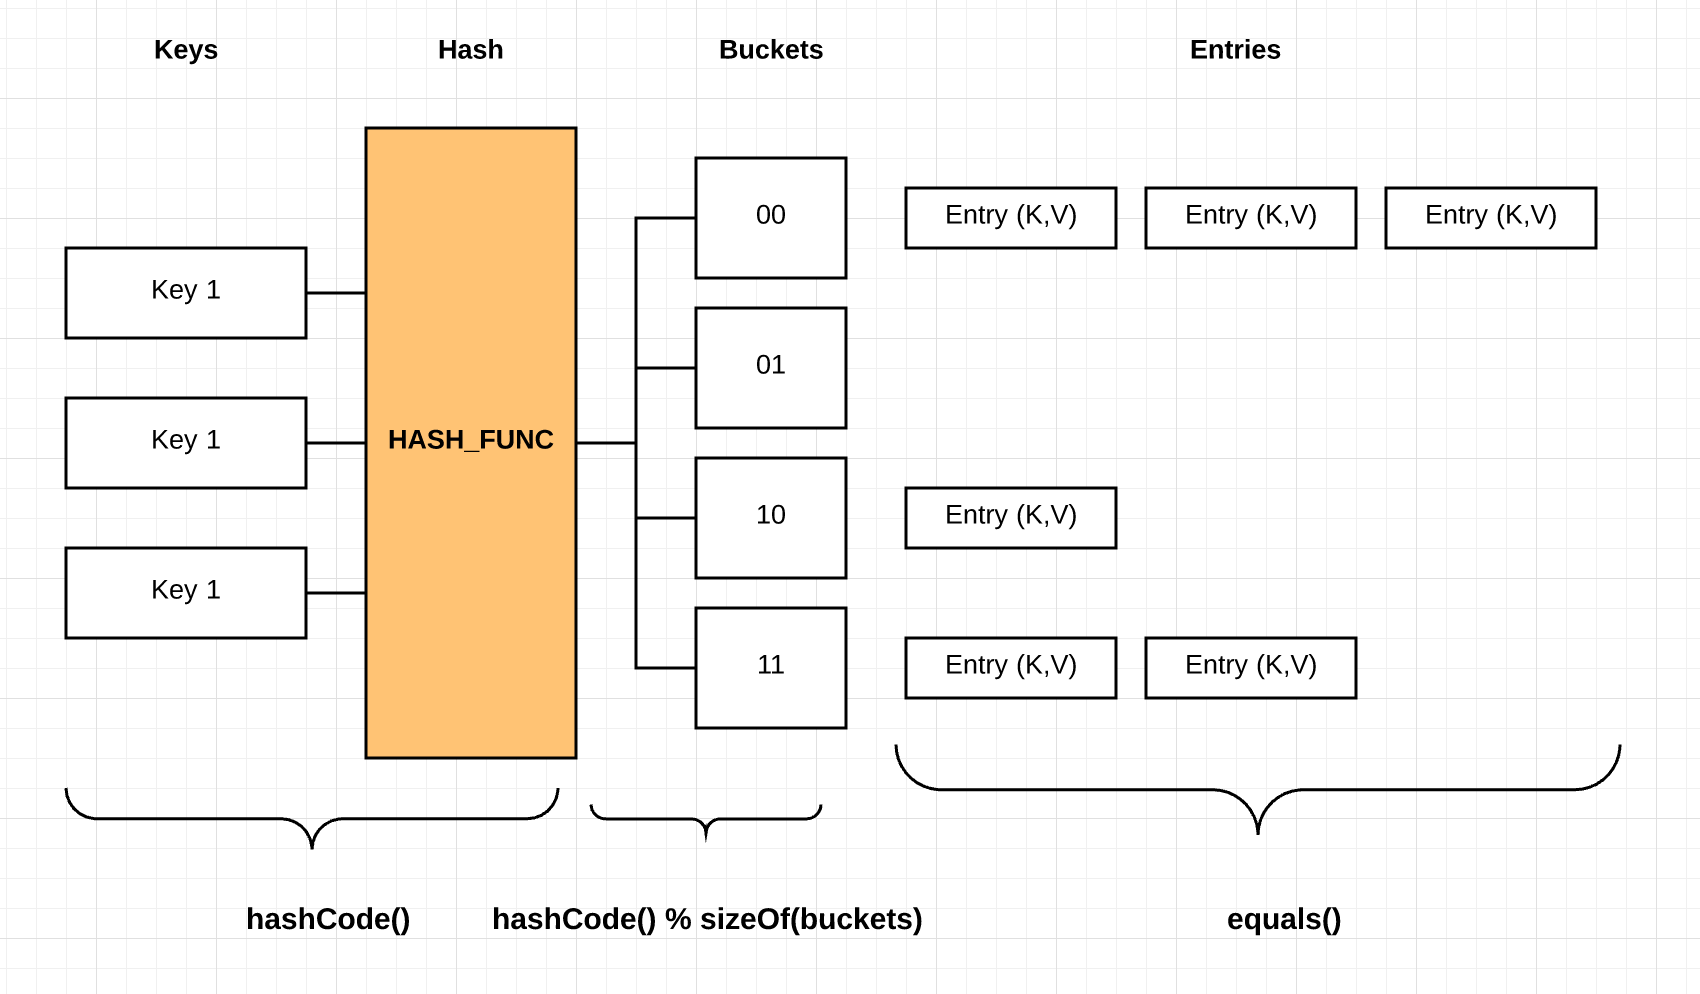 Keys
Hash
Buckets
Entries
00
Entry (K,V)
Entry (K,V)
Entry (K,V)
Key 1
01
Key 1
HASH_FUNC
10
Entry (K,V)
Key 1
11
Entry (K,V)
Entry (K,V)
hashCode()
hashCode() % sizeOf(buckets)
equals()